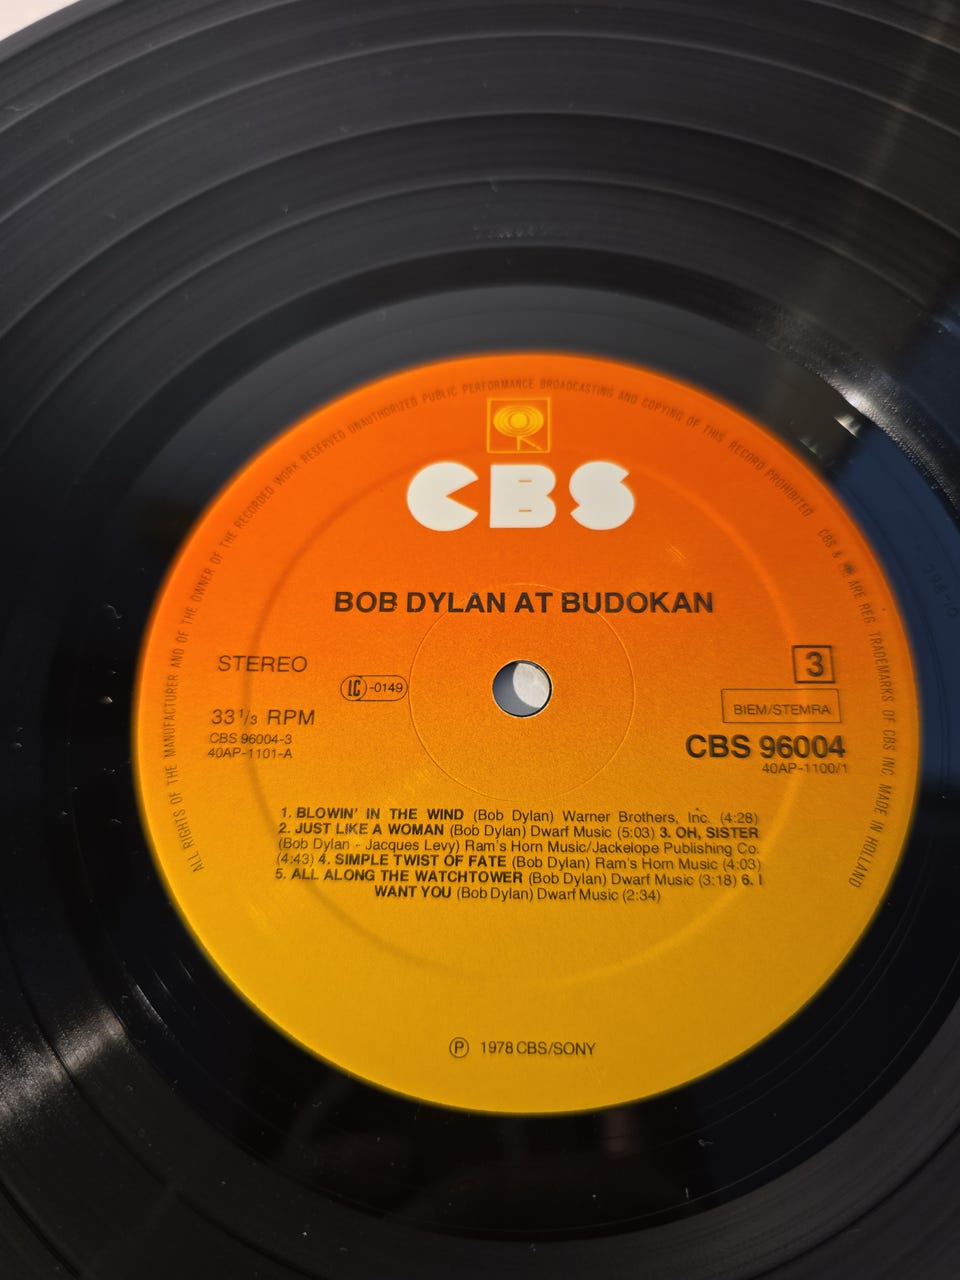 ALL RIGHTS OF THE MANUFACTURER AND OF THE OWNER OF THE RECORDED WORK RESERVED UNAUTHORIZED PUBLIC PERFORMANCE BROADCASTING AND COPYING OF THIS RECORD PROHIBITED
CBS & ARE REG. TRADEMARKS OF CBS INC. MADE IN HOLLAND
CBS
BOB DYLAN AT BUDOKAN
STEREO
LC -0149
3
33 1/3 RPM
BIEM/STEMRA
CBS 96004-3
CBS 96004
40AP-1101-A
40AP-1100/1
1. BLOWIN' IN THE WIND (Bob Dylan) Warner Brothers, Inc. (4:28)
2. JUST LIKE A WOMAN (Bob Dylan) Dwarf Music (5:03) 3. OH, SISTER
(Bob Dylan - Jacques Levy) Ram's Horn Music/Jackelope Publishing Co.
(4:43) 4. SIMPLE TWIST OF FATE (Bob Dylan) Ram's Horn Music (4:03)
5. ALL ALONG THE WATCHTOWER (Bob Dylan) Dwarf Music (3:18) 6. I
WANT YOU (Bob Dylan) Dwarf Music (2:34)
Ⓟ 1978 CBS/SONY